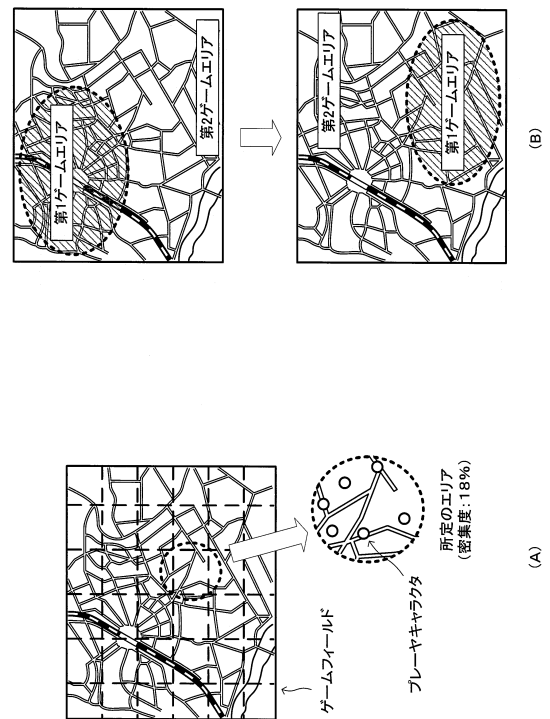 ゲームフィールド
プレーヤキャラクタ
所定のエリア
(密集度:18%)
(A)
第1ゲームエリア
第2ゲームエリア
第2ゲームエリア
第1ゲームエリア
(B)